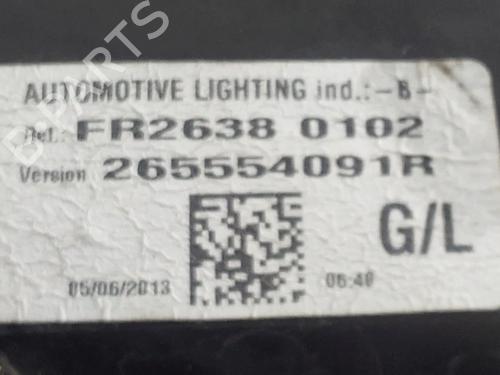 B-PARTS
AUTOMOTIVE LIGHTING ind.:-B-
Ref.: FR2638 0102
Version 265554091R
G/L
05/06/2013 06:40